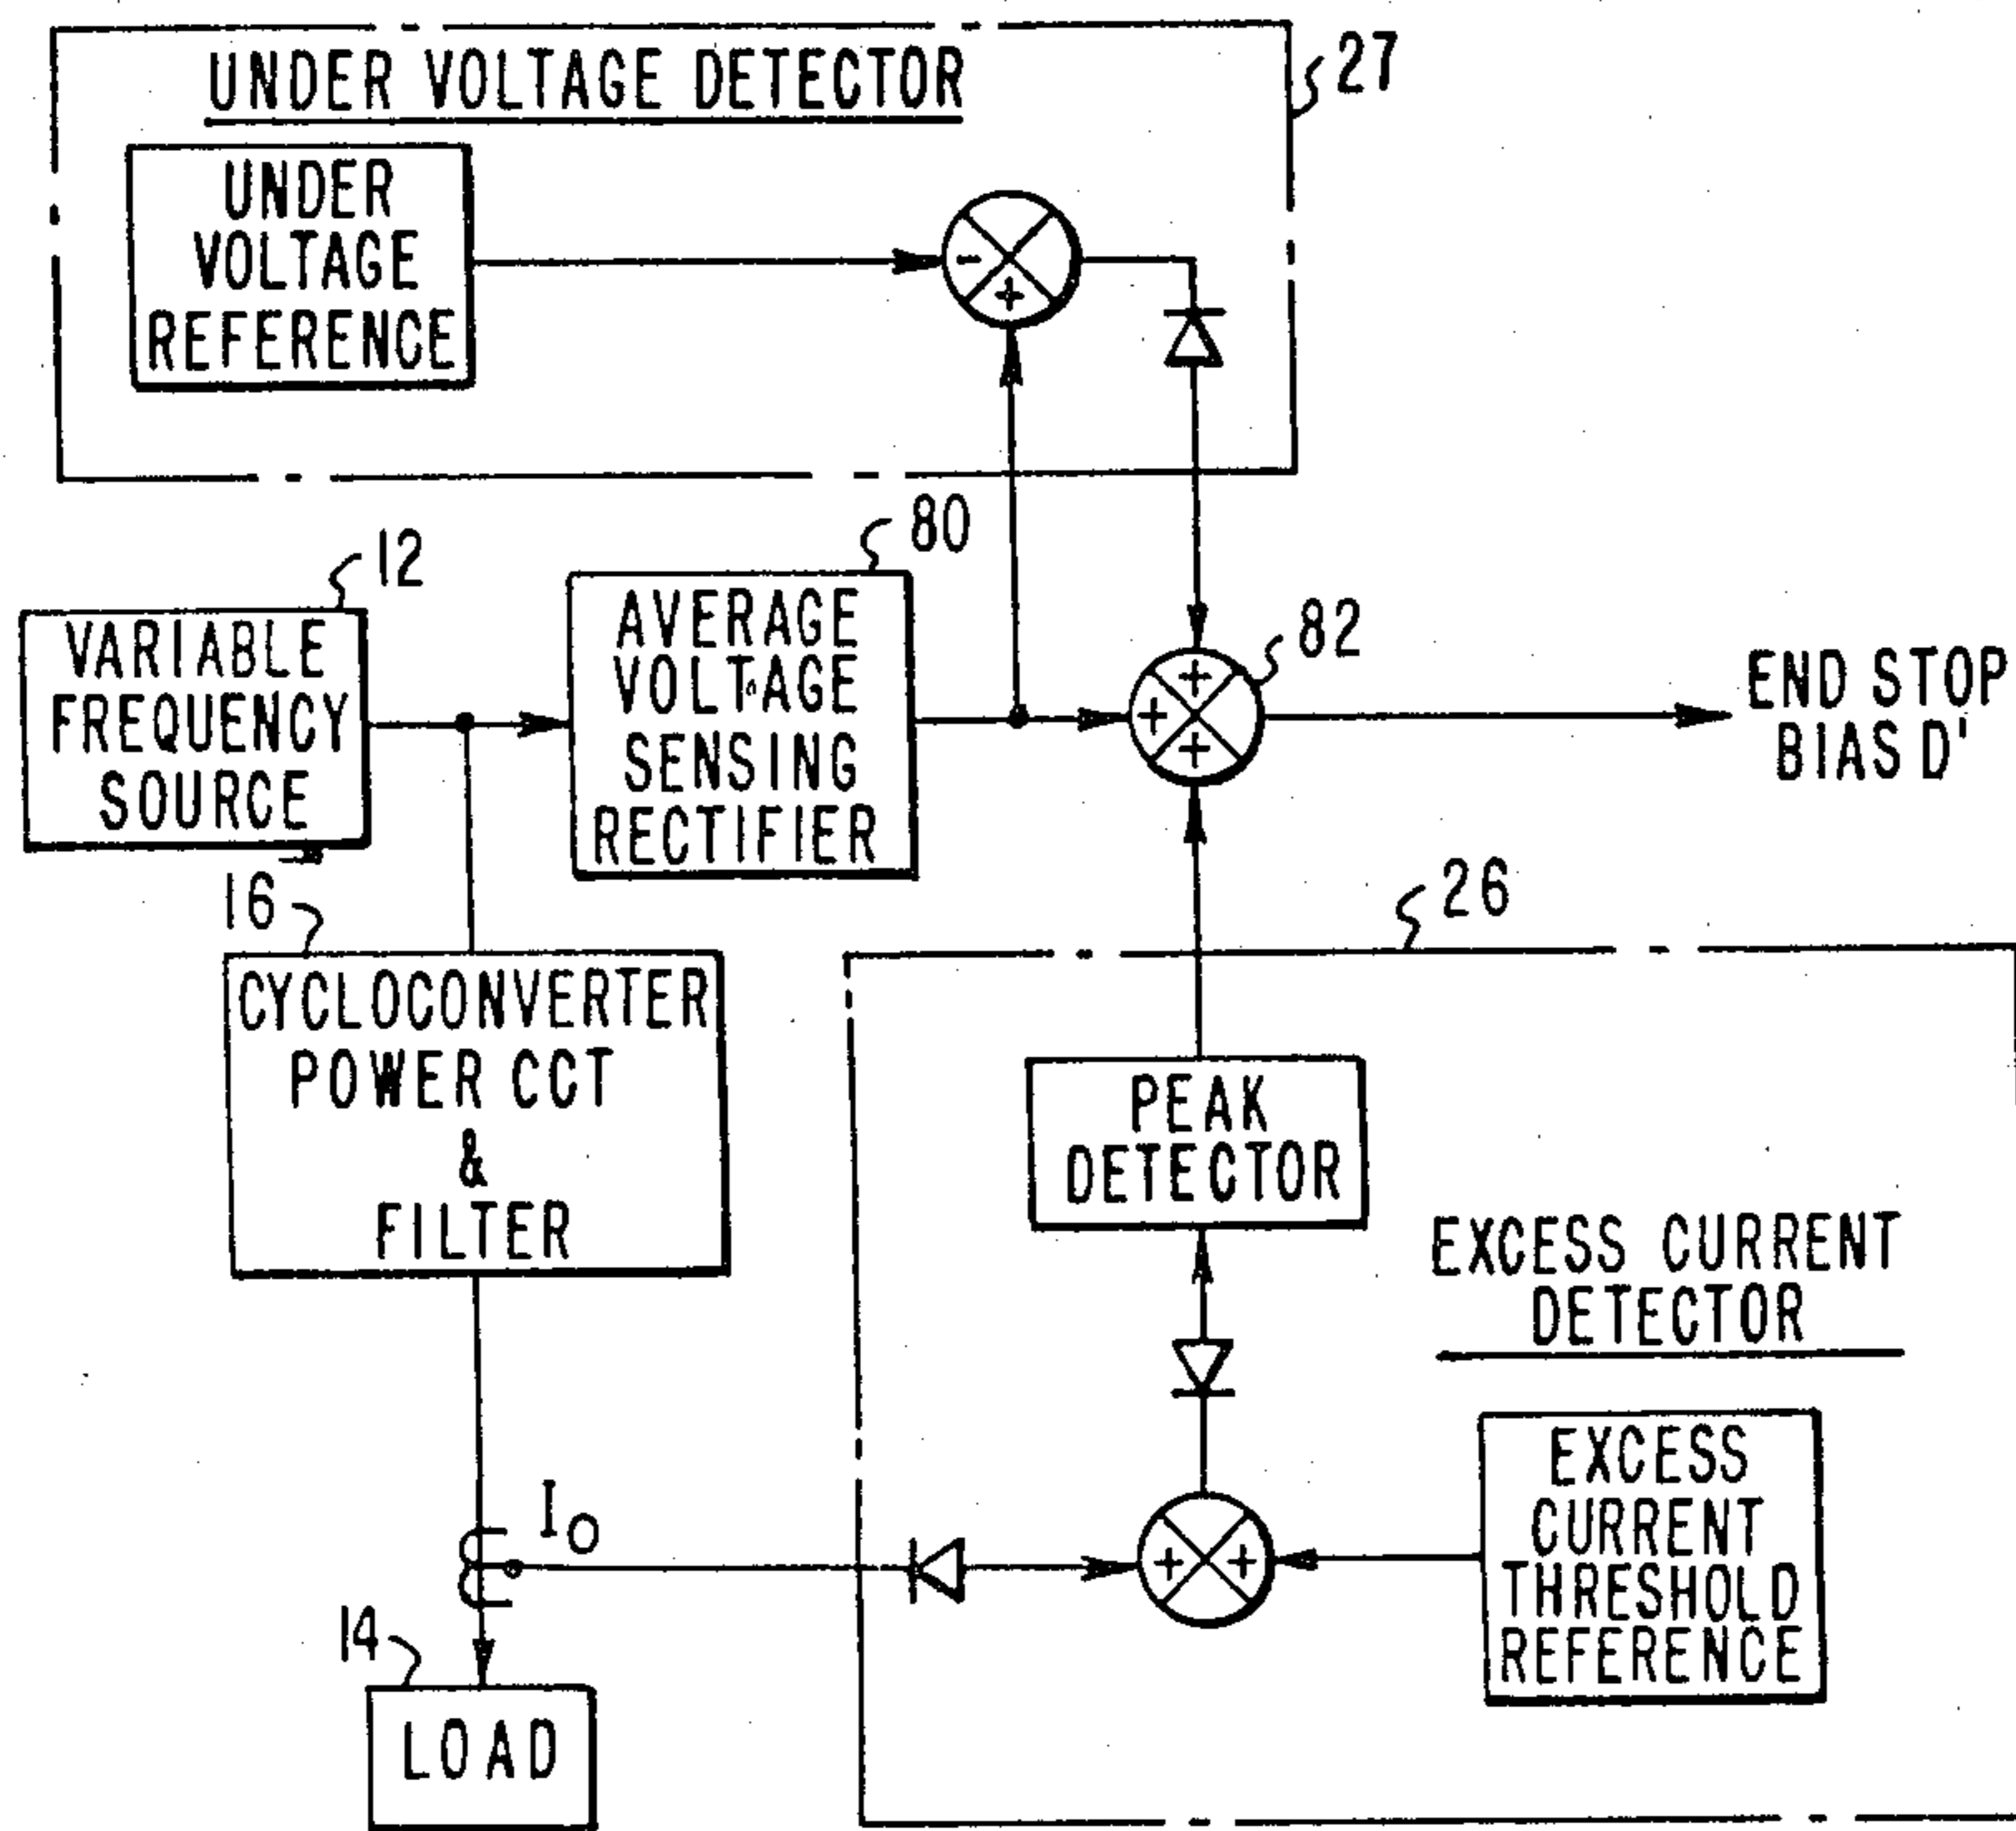 UNDER VOLTAGE DETECTOR
27
UNDER
VOLTAGE
REFERENCE
-
+
12
VARIABLE
FREQUENCY
SOURCE
80
AVERAGE
VOLTAGE
SENSING
RECTIFIER
82
+
+
+
END STOP
BIAS D'
16
CYCLOCONVERTER
POWER CCT
&
FILTER
26
PEAK
DETECTOR
EXCESS CURRENT
DETECTOR
EXCESS
CURRENT
THRESHOLD
REFERENCE
+ +
IO
14
LOAD